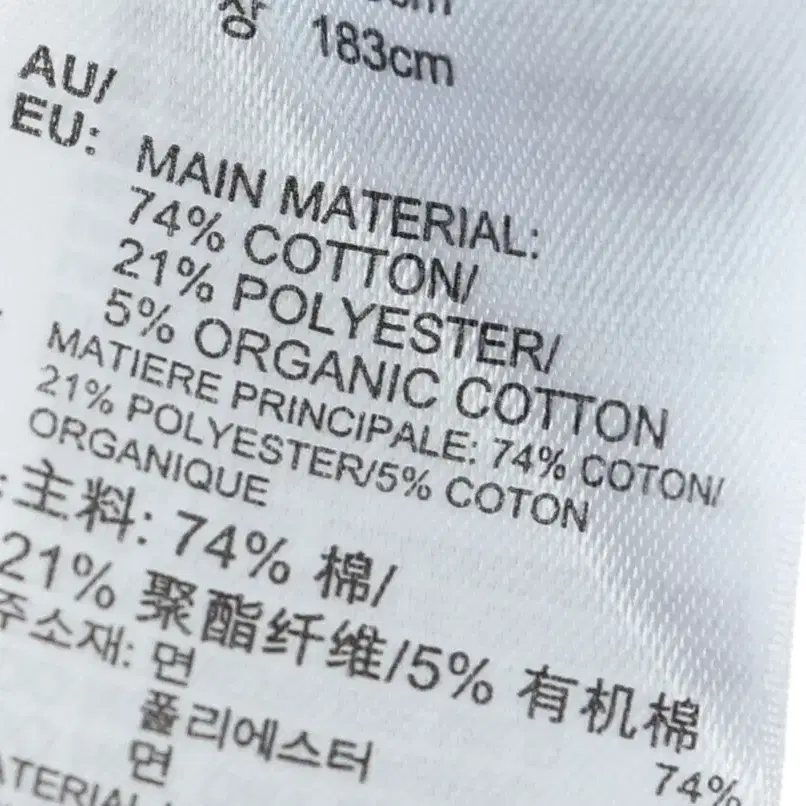 장 183cm
AU/
EU: MAIN MATERIAL:
74% COTTON/
21% POLYESTER/
5% ORGANIC COTTON
MATIERE PRINCIPALE: 74% COTON/
21% POLYESTER/5% COTON
ORGANIQUE
:主料: 74% 棉/
21% 聚酯纤维/5% 有机棉
주소재: 면
74%
폴리에스터
면